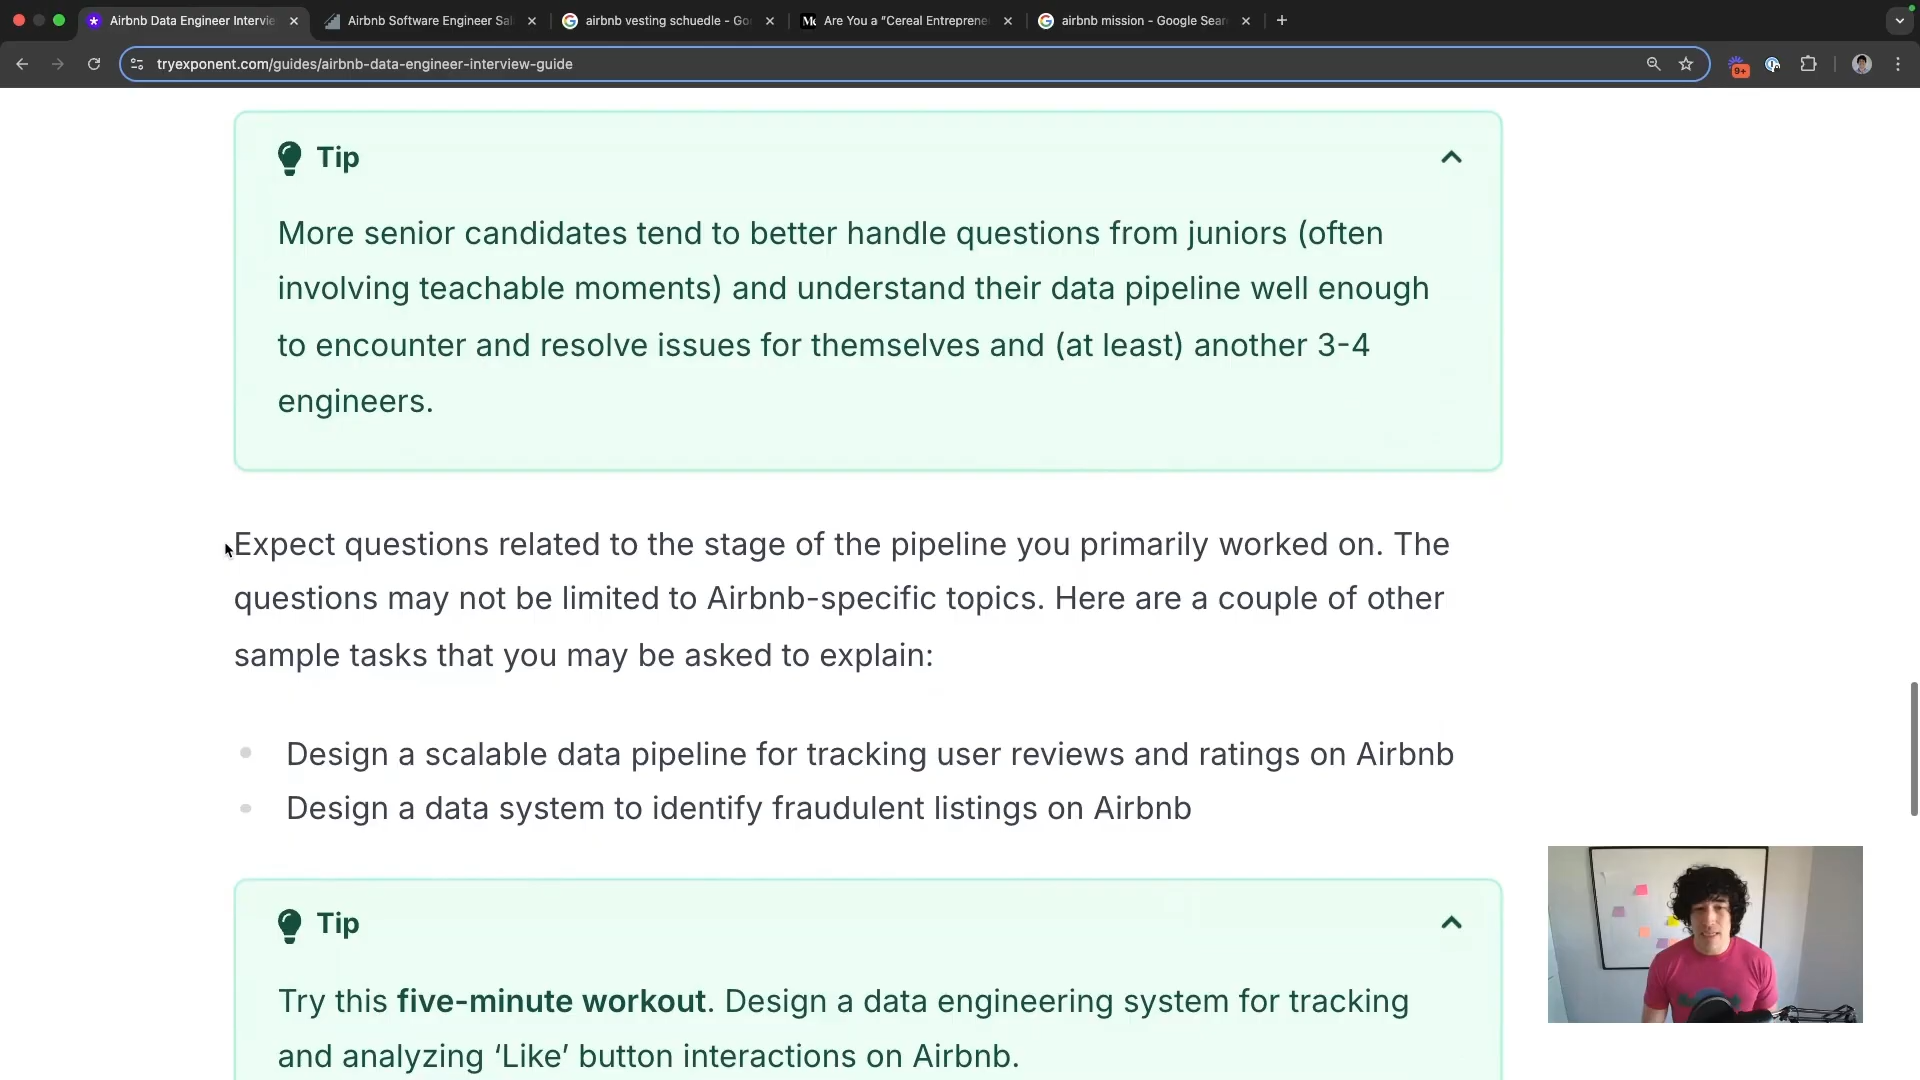 Airbnb Data Engineer Intervie
Airbnb Software Engineer Sal
airbnb vesting schuedle - Go
Are You a “Cereal Entreprene
airbnb mission - Google Sear
tryexponent.com/guides/airbnb-data-engineer-interview-guide
9+
Tip
More senior candidates tend to better handle questions from juniors (often
involving teachable moments) and understand their data pipeline well enough
to encounter and resolve issues for themselves and (at least) another 3-4
engineers.
Expect questions related to the stage of the pipeline you primarily worked on. The
questions may not be limited to Airbnb-specific topics. Here are a couple of other
sample tasks that you may be asked to explain:
Design a scalable data pipeline for tracking user reviews and ratings on Airbnb
Design a data system to identify fraudulent listings on Airbnb
Tip
Try this five-minute workout. Design a data engineering system for tracking
and analyzing ‘Like’ button interactions on Airbnb.